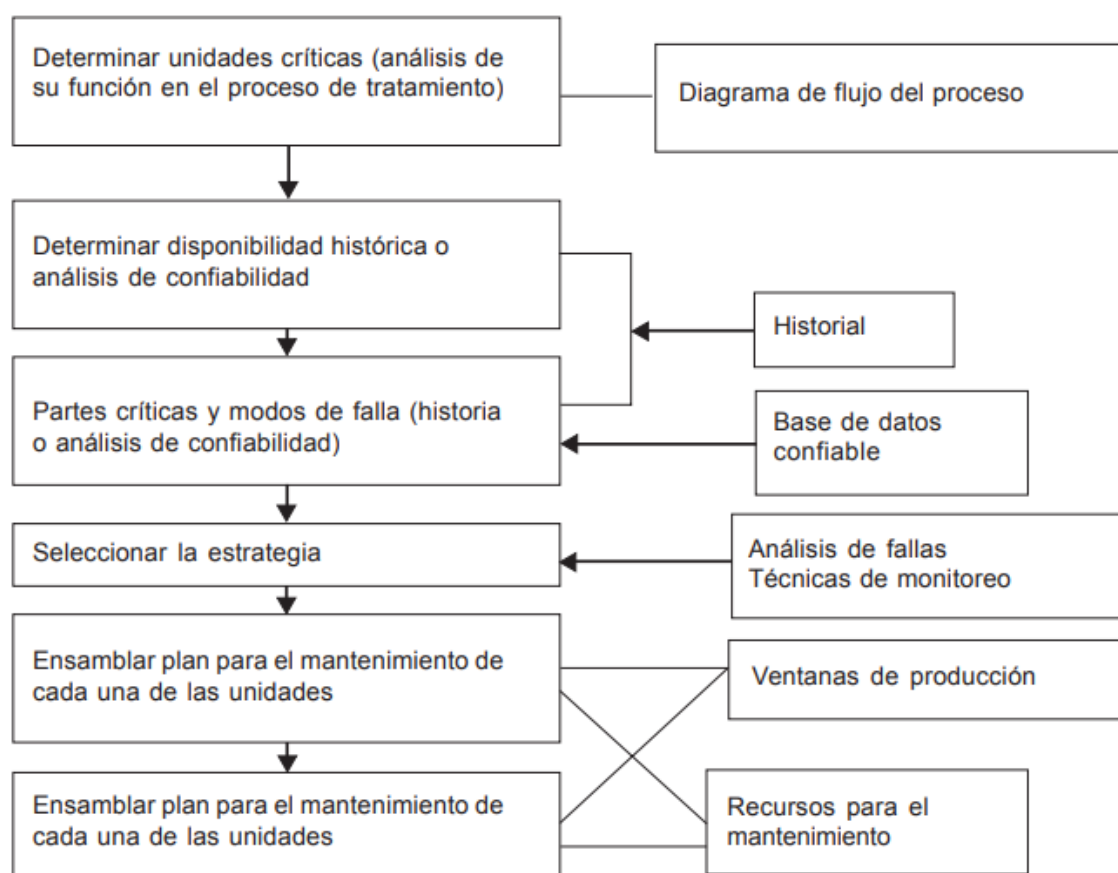 Determinar unidades críticas (análisis de
su función en el proceso de tratamiento)
Diagrama de flujo del proceso
Determinar disponibilidad histórica o
análisis de confiabilidad
Historial
Partes críticas y modos de falla (historia
o análisis de confiabilidad)
Base de datos
confiable
Seleccionar la estrategia
Análisis de fallas
Técnicas de monitoreo
Ensamblar plan para el mantenimiento de
cada una de las unidades
Ventanas de producción
Ensamblar plan para el mantenimiento de
cada una de las unidades
Recursos para el
mantenimiento